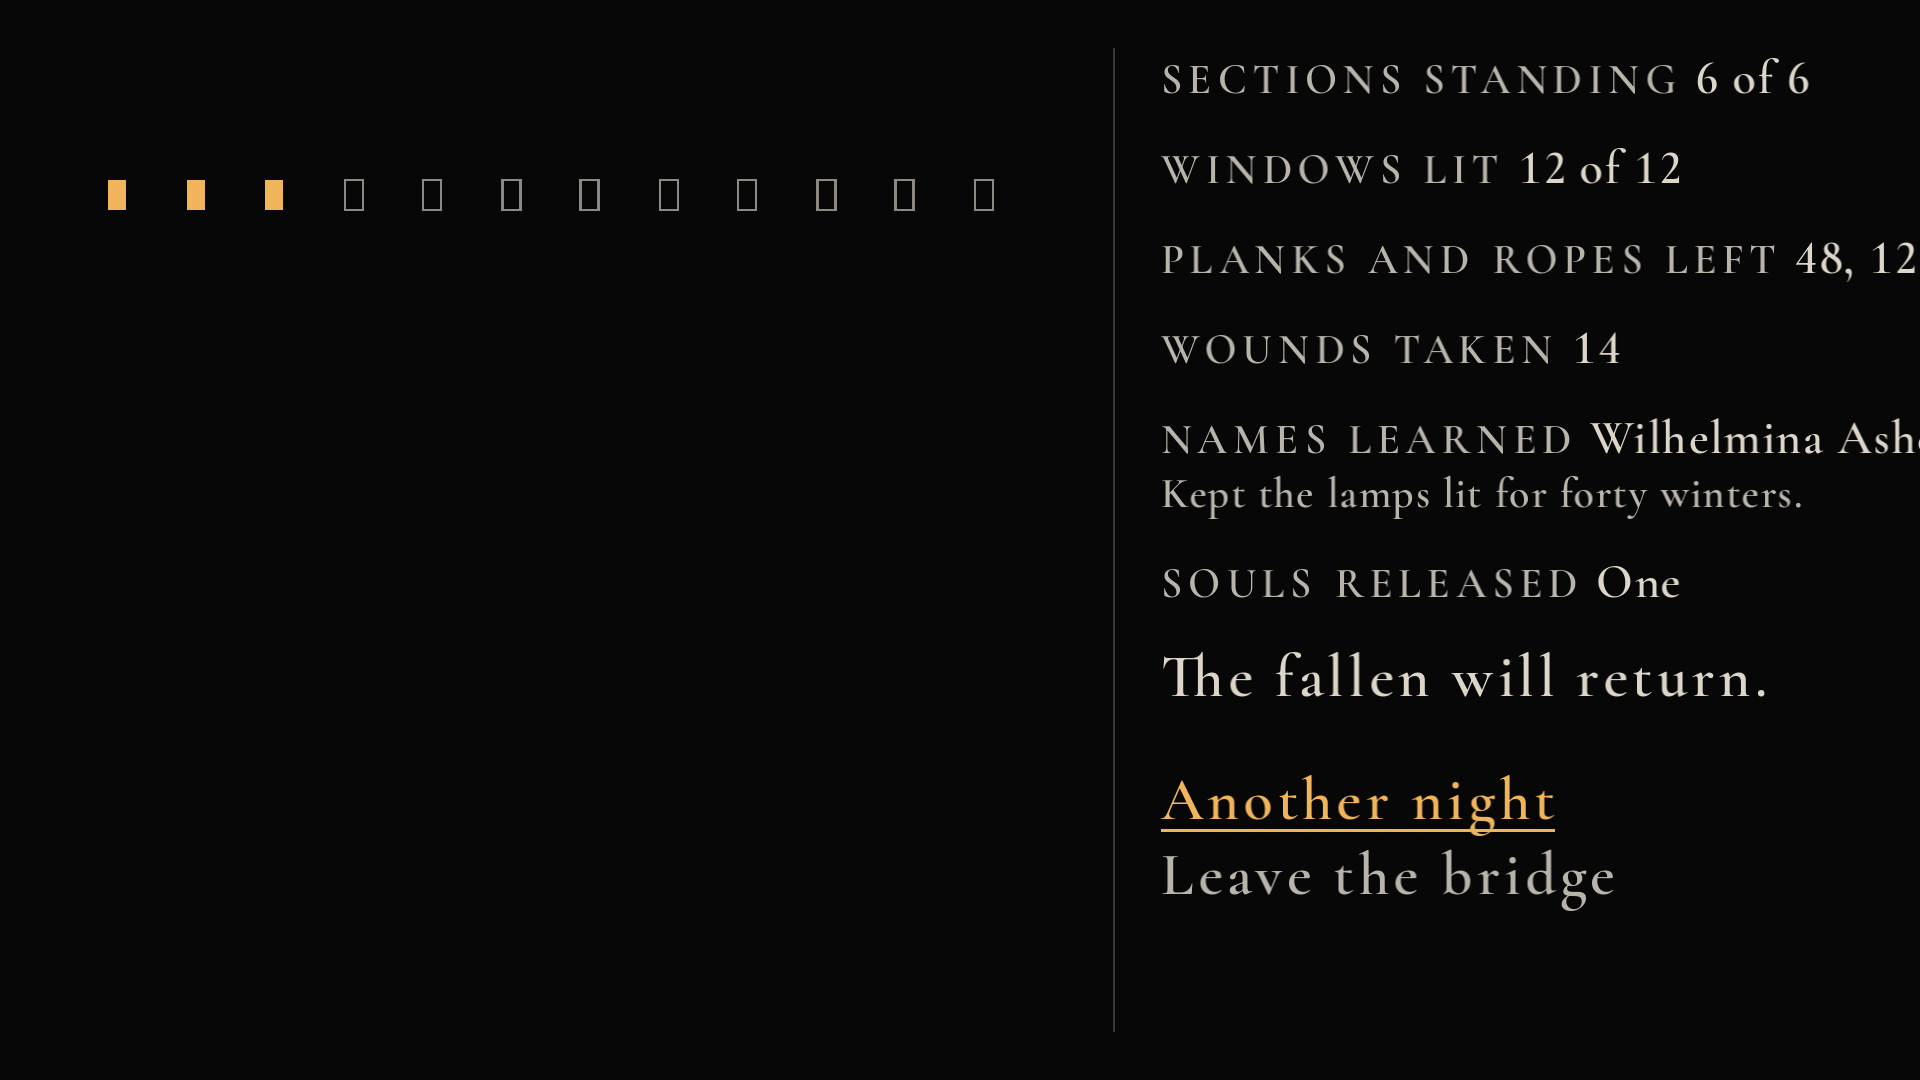 SECTIONS STANDING 6 of 6
WINDOWS LIT 12 of 12
PLANKS AND ROPES LEFT 48, 12
WOUNDS TAKEN 14
NAMES LEARNED Wilhelmina
Kept the lamps lit for forty winters.
SOULS RELEASED One
The fallen will return.
Another night
Leave the bridge